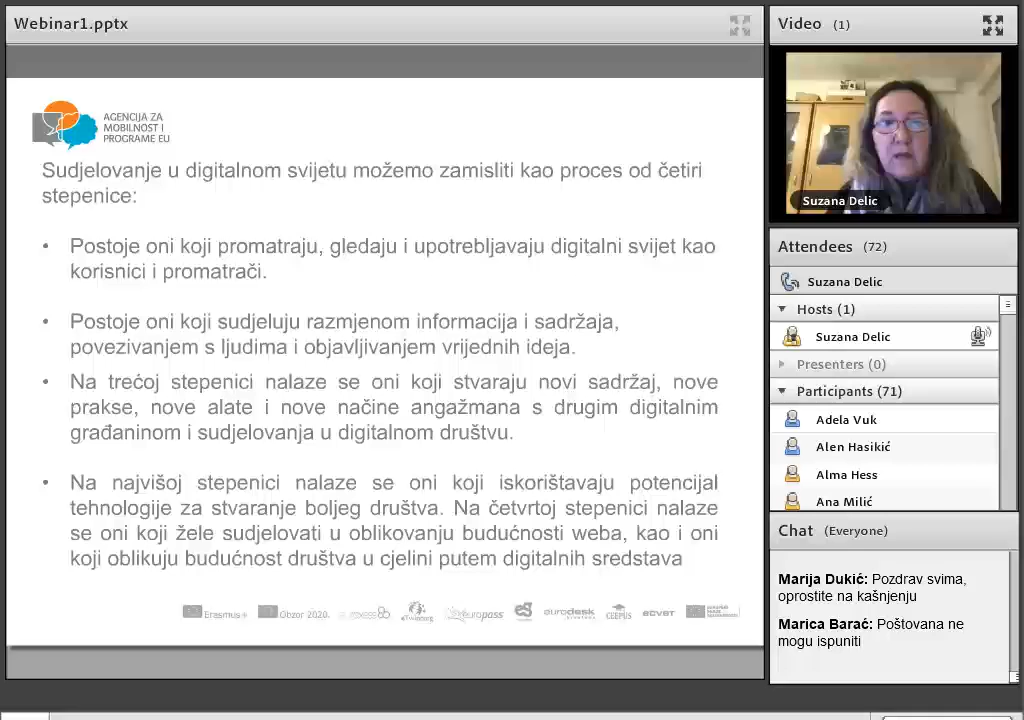 Webinar1.pptx
AGENCIJA ZA
MOBILNOST I
PROGRAME EU
Sudjelovanje u digitalnom svijetu možemo zamisliti kao proces od četiri
stepenice:
• Postoje oni koji promatraju, gledaju i upotrebljavaju digitalni svijet kao
korisnici i promatrači.
• Postoje oni koji sudjeluju razmjenom informacija i sadržaja,
povezivanjem s ljudima i objavljivanjem vrijednih ideja.
• Na trećoj stepenici nalaze se oni koji stvaraju novi sadržaj, nove
prakse, nove alate i nove načine angažmana s drugim digitalnim
građaninom i sudjelovanja u digitalnom društvu.
• Na najvišoj stepenici nalaze se oni koji iskorištavaju potencijal
tehnologije za stvaranje boljeg društva. Na četvrtoj stepenici nalaze
se oni koji žele sudjelovati u oblikovanju budućnosti weba, kao i oni
koji oblikuju budućnost društva u cjelini putem digitalnih sredstava
Erasmus+ Obzor 2020. eTwinning europass eurodesk CEEPUS ecvet
Video (1)
Suzana Delic
Attendees (72)
Suzana Delic
Hosts (1)
Suzana Delic
Presenters (0)
Participants (71)
Adela Vuk
Alen Hasikić
Alma Hess
Ana Milić
Chat (Everyone)
Marija Dukić: Pozdrav svima,
oprostite na kašnjenju
Marica Barać: Poštovana ne
mogu ispuniti